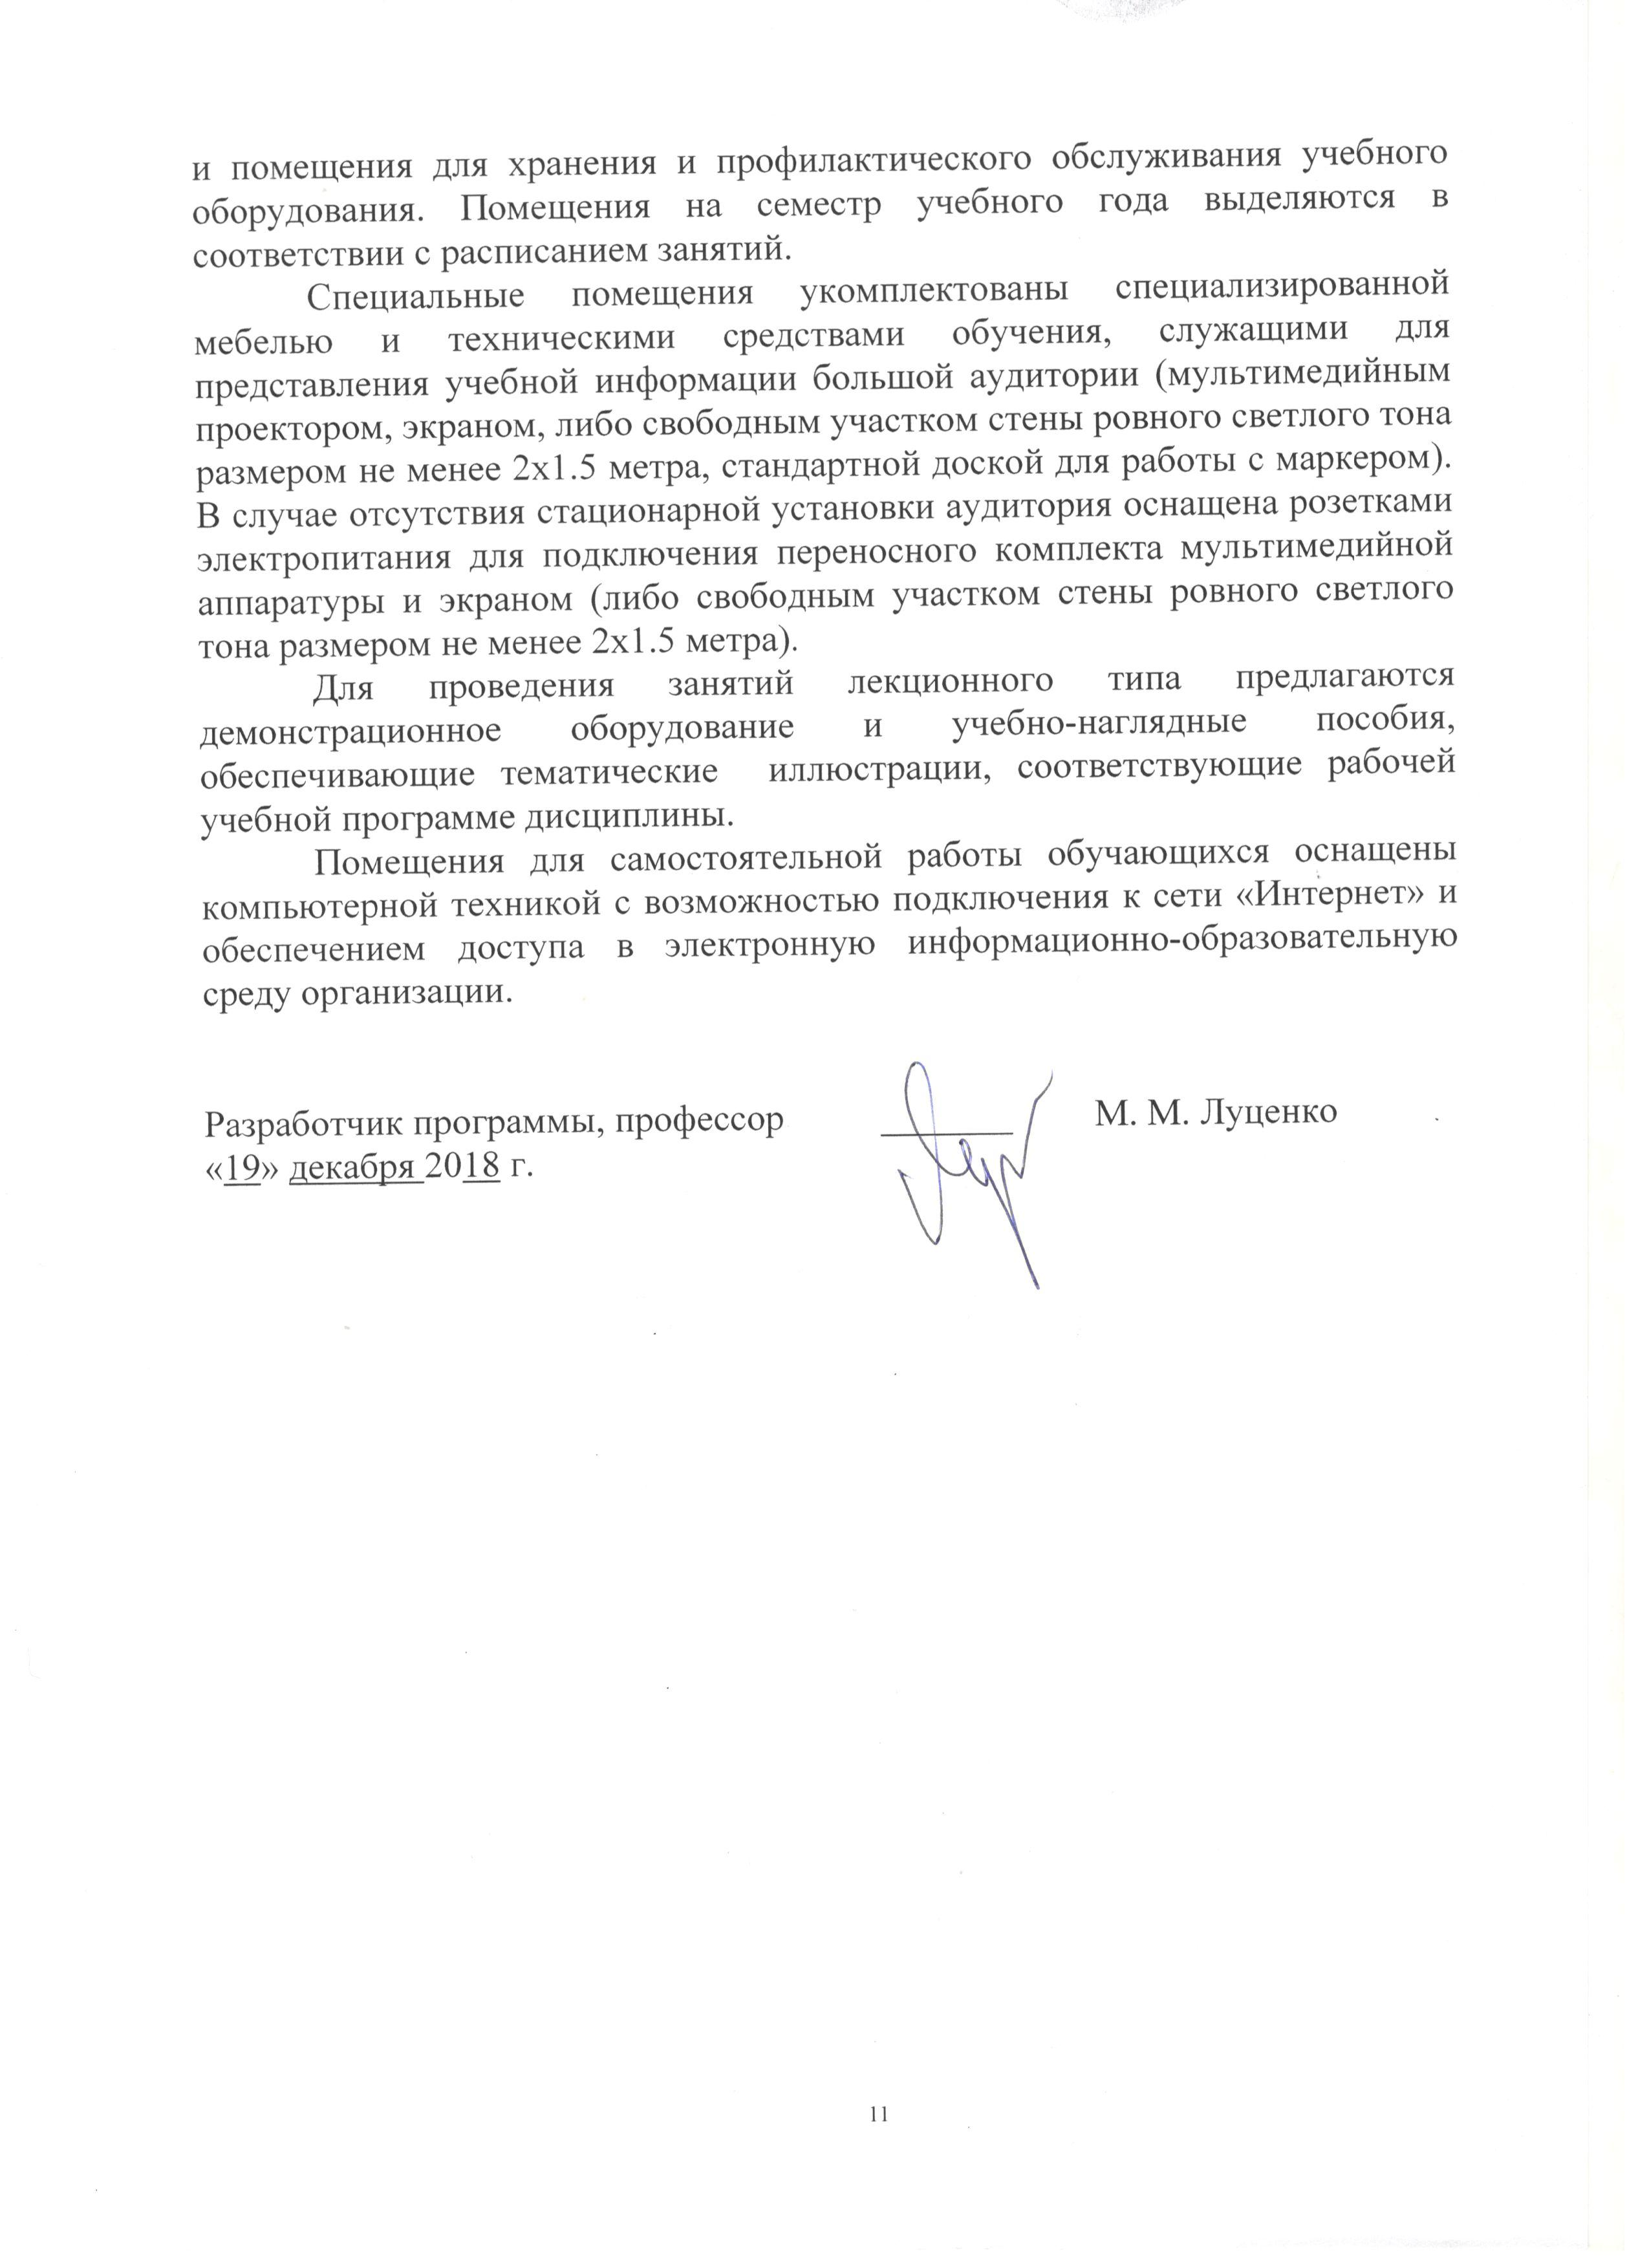 и помещения для хранения и профилактического обслуживания учебного
оборудования. Помещения на семестр учебного года выделяются в
соответствии с расписанием занятий.
Специальные помещения укомплектованы специализированной
мебелью и техническими средствами обучения, служащими для
представления учебной информации большой аудитории (мультимедийным
проектором, экраном, либо свободным участком стены ровного светлого тона
размером не менее 2х1.5 метра, стандартной доской для работы с маркером).
В случае отсутствия стационарной установки аудитория оснащена розетками
электропитания для подключения переносного комплекта мультимедийной
аппаратуры и экраном (либо свободным участком стены ровного светлого
тона размером не менее 2х1.5 метра).
Для проведения занятий лекционного типа предлагаются
демонстрационное оборудование и учебно-наглядные пособия,
обеспечивающие тематические иллюстрации, соответствующие рабочей
учебной программе дисциплины.
Помещения для самостоятельной работы обучающихся оснащены
компьютерной техникой с возможностью подключения к сети «Интернет» и
обеспечением доступа в электронную информационно-образовательную
среду организации.
Разработчик программы, профессор М. М. Луценко
«19» декабря 2018 г.
11